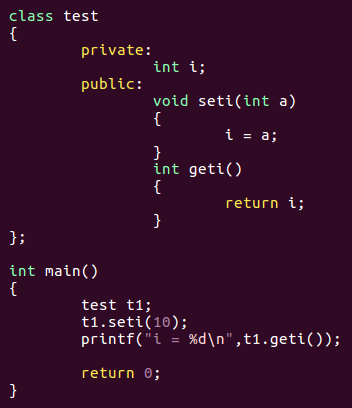 class test
{
        private:
                int i;
        public:
                void seti(int a)
                {
                        i = a;
                }
                int geti()
                {
                        return i;
                }
};

int main()
{
        test t1;
        t1.seti(10);
        printf("i = %d\n",t1.geti());

        return 0;
}